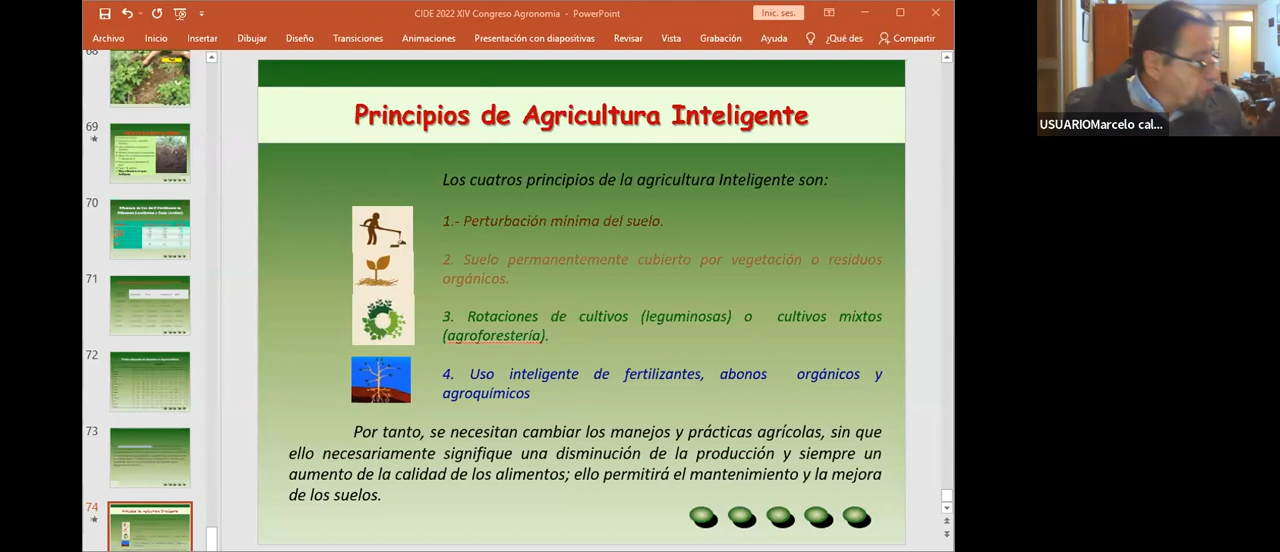 CIDE 2022 XIV Congreso Agronomia - PowerPoint
Inic. ses.
Archivo Inicio Insertar Dibujar Diseño Transiciones Animaciones Presentación con diapositivas Revisar Vista Grabación Ayuda ¿Qué des Compartir
68
69
70
71
72
73
74
Principios de Agricultura Inteligente
Los cuatros principios de la agricultura Inteligente son:
1.- Perturbación mínima del suelo.
2. Suelo permanentemente cubierto por vegetación o residuos
orgánicos.
3. Rotaciones de cultivos (leguminosas) o cultivos mixtos
(agroforestería).
4. Uso inteligente de fertilizantes, abonos orgánicos y
agroquímicos
Por tanto, se necesitan cambiar los manejos y prácticas agrícolas, sin que
ello necesariamente signifique una disminución de la producción y siempre un
aumento de la calidad de los alimentos; ello permitirá el mantenimiento y la mejora
de los suelos.
USUARIOMarcelo cal...